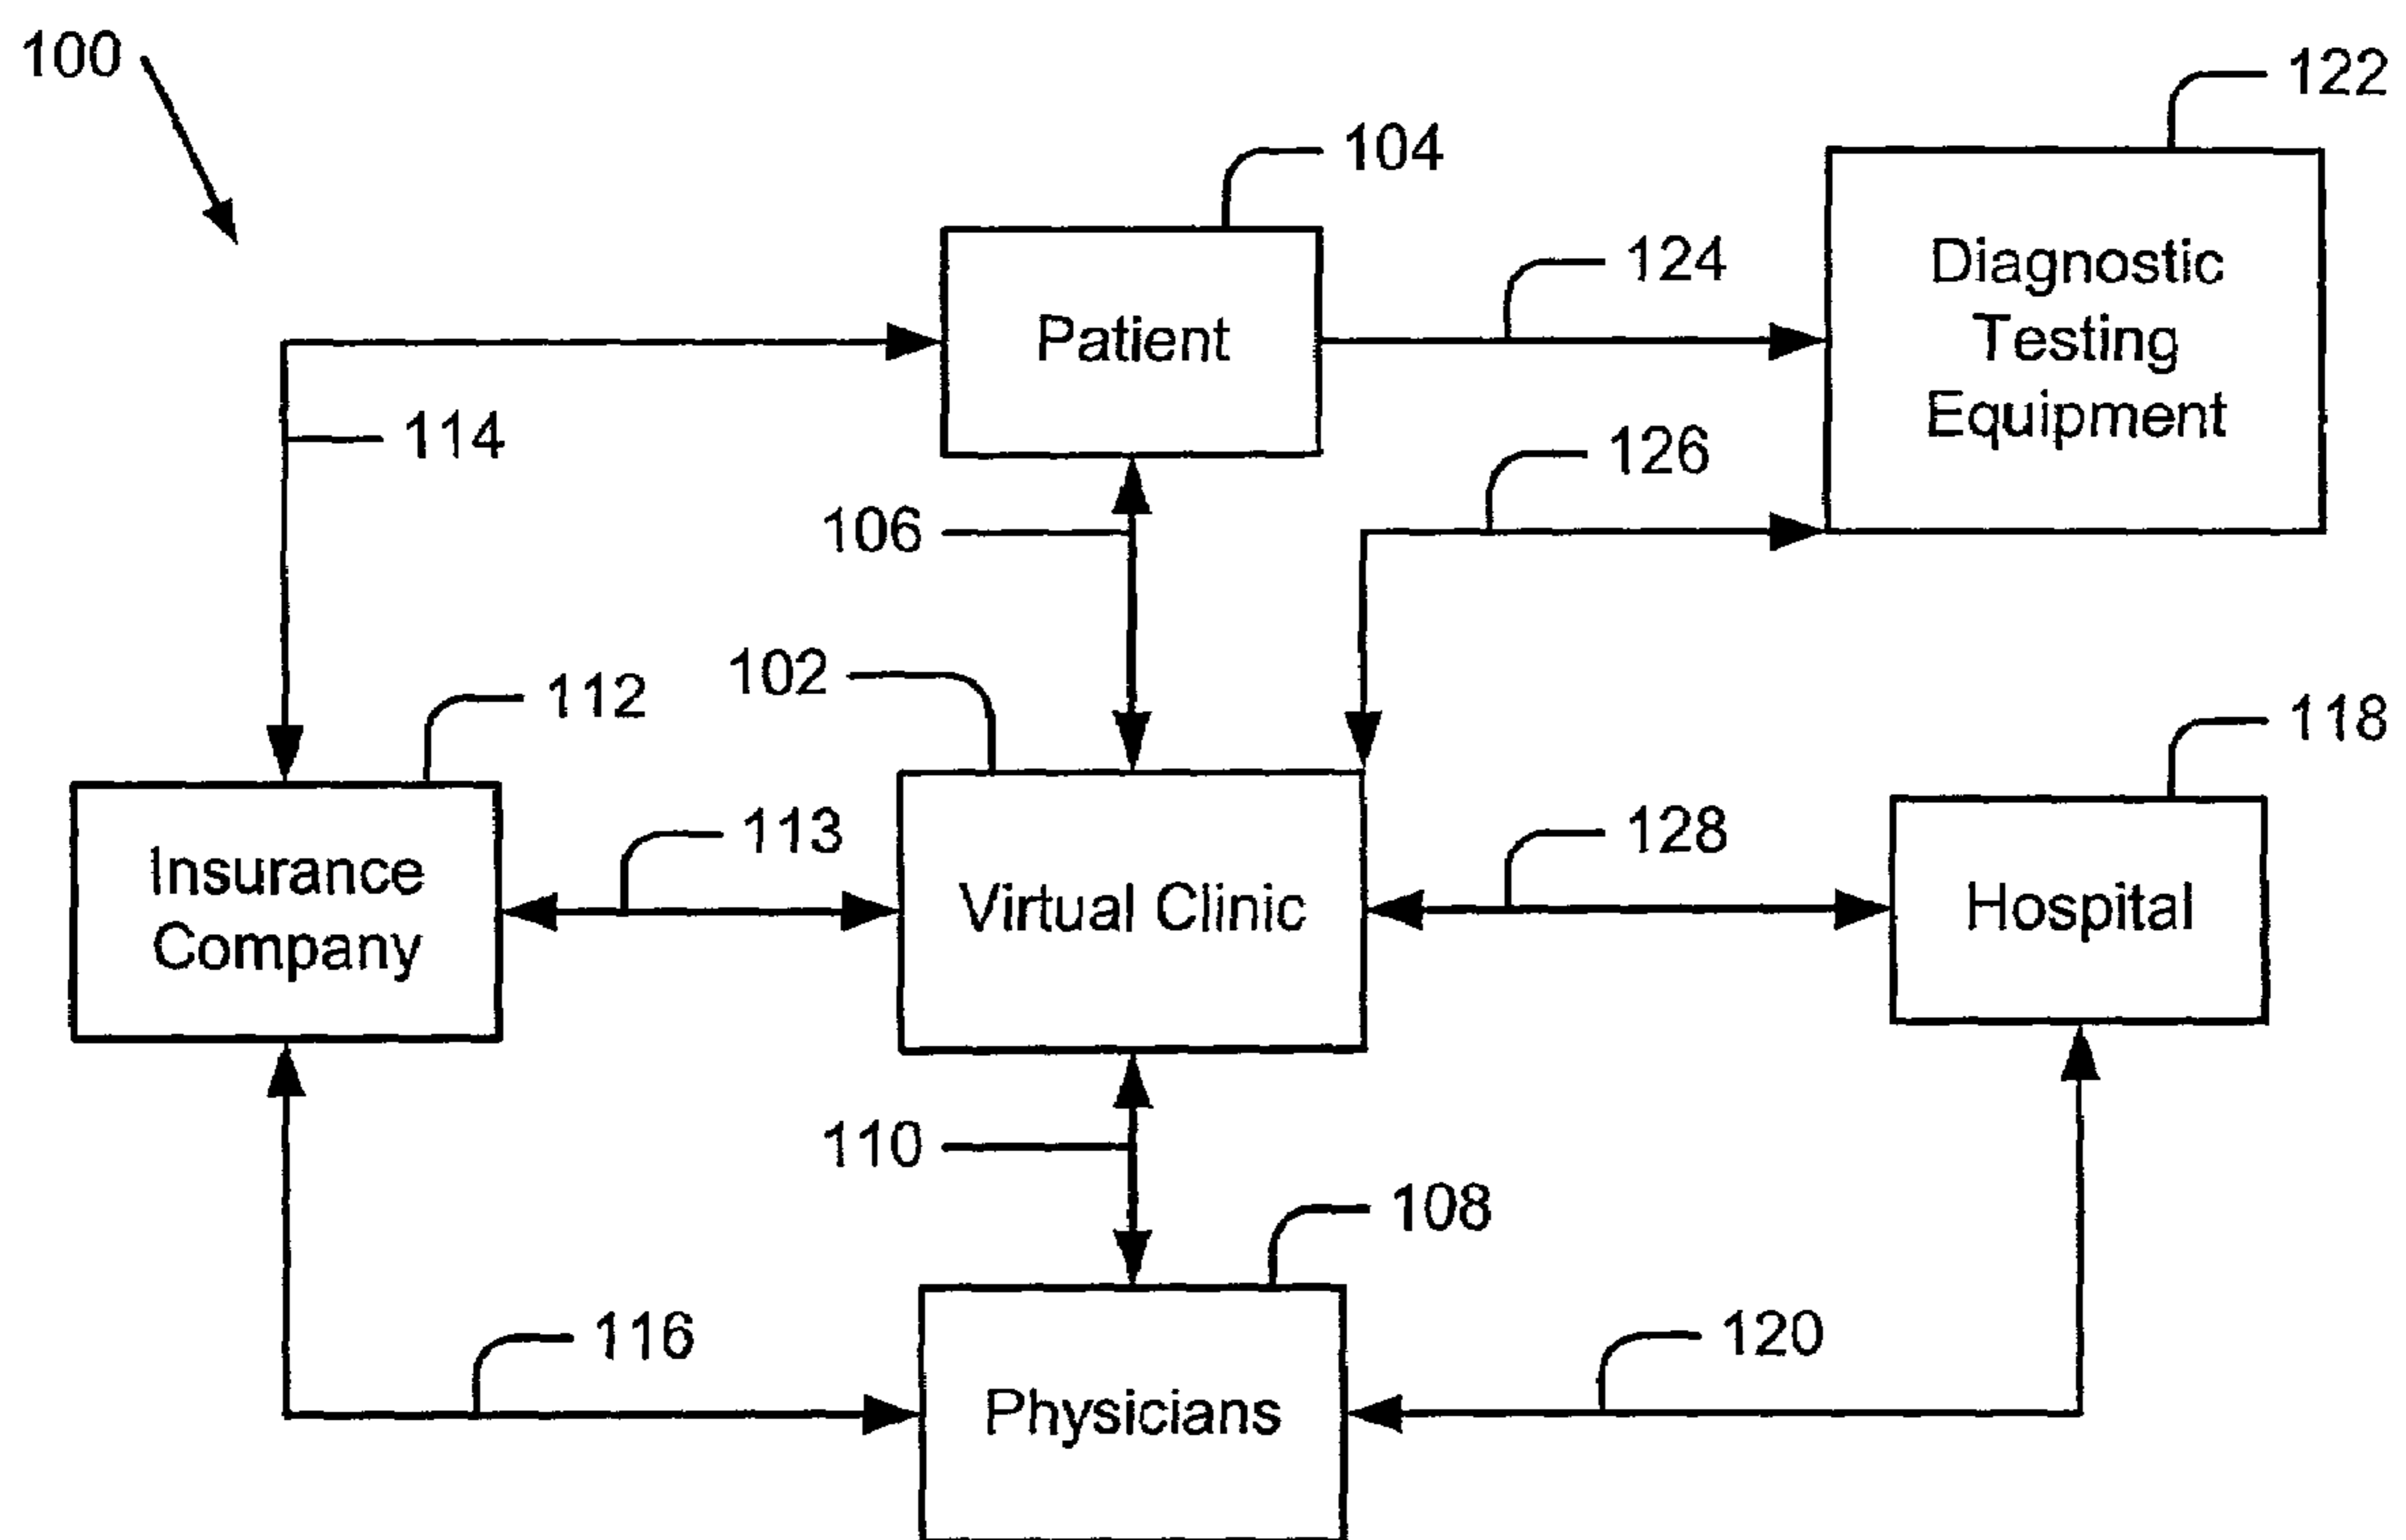 100
122
104
124
Diagnostic
Testing
Equipment
Patient
114
126
106
102
112
118
113
128
Insurance
Company
Virtual Clinic
Hospital
110
108
116
120
Physicians